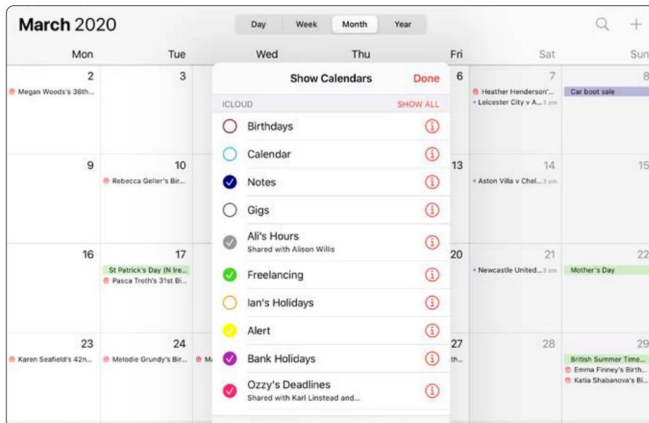 March 2020
Day Week Month Year
Mon Tue Wed Thu Fri Sat Sun
2 3 6 7 8
Megan Woods's 38th...
Heather Henderson'...
Leicester City v A... 3 pm
Car boot sale
Show Calendars Done
ICLOUD SHOW ALL
Birthdays
Calendar
Notes
Gigs
Ali's Hours
Shared with Alison Willis
Freelancing
Ian's Holidays
Alert
Bank Holidays
Ozzy's Deadlines
Shared with Karl Linstead and...
9 10 13 14 15
Rebecca Geller's Bir...
Aston Villa v Chel... 3 pm
16 17 20 21 22
St Patrick's Day (N Ire...
Pasca Troth's 31st Bi...
Newcastle United... 3 pm
Mother's Day
23 24 27 28 29
Karen Seafield's 42n...
Melodie Grundy's Bir...
British Summer Time...
Emma Finney's Birth...
Katia Shabanova's Bi...